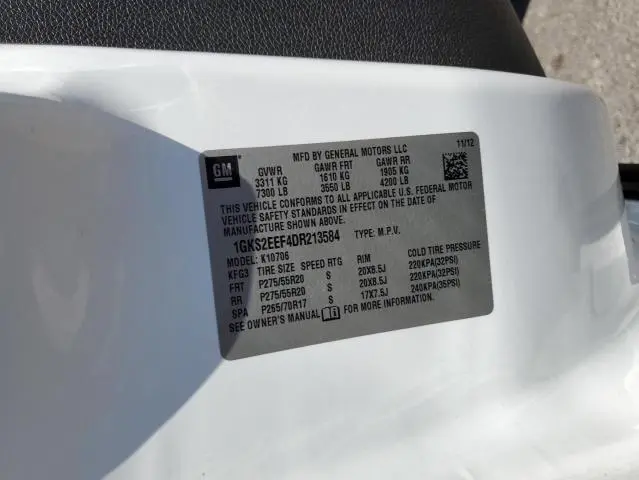 GM
MFD BY GENERAL MOTORS LLC 11/12
GVWR GAWR FRT GAWR RR
3311 KG 1610 KG 1905 KG
7300 LB 3550 LB 4200 LB
THIS VEHICLE CONFORMS TO ALL APPLICABLE U.S. FEDERAL MOTOR
VEHICLE SAFETY STANDARDS IN EFFECT ON THE DATE OF
MANUFACTURE SHOWN ABOVE.
1GKS2EEF4DR213584 TYPE: M.P.V.
MODEL: K10706
KFG3 TIRE SIZE SPEED RTG RIM COLD TIRE PRESSURE
FRT P275/55R20 S 20X8.5J 220KPA(32PSI)
RR P275/55R20 S 20X8.5J 220KPA(32PSI)
SPA P265/70R17 S 17X7.5J 240KPA(35PSI)
SEE OWNER'S MANUAL FOR MORE INFORMATION.